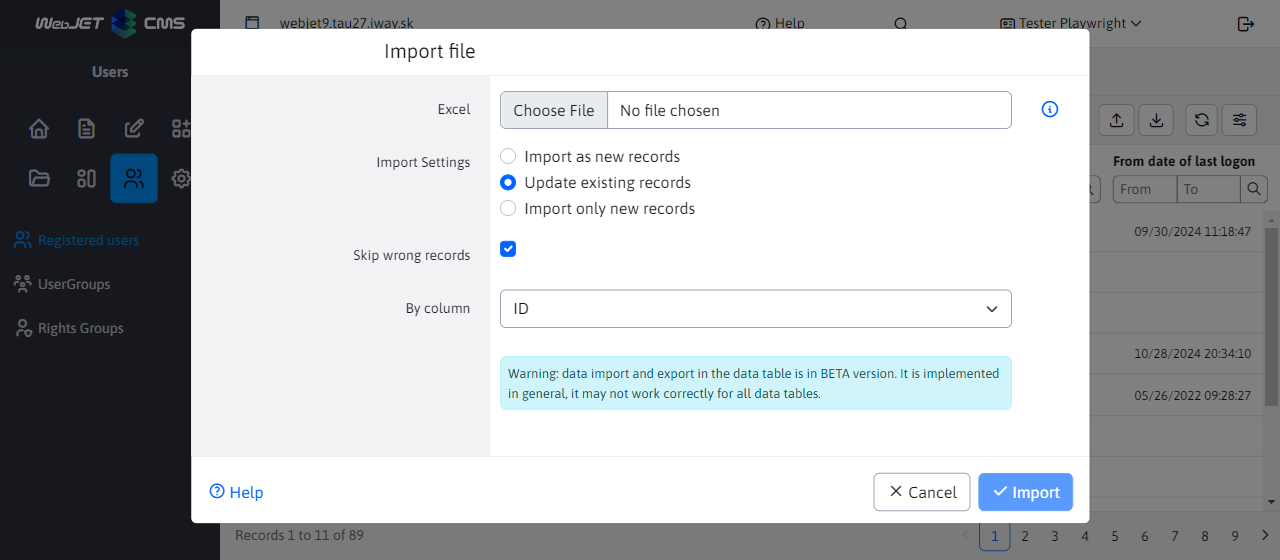 WebJET CMS
webjet9.tau27.iway.sk
Help
Tester Playwright
Users
Import file
Excel
Choose File
No file chosen
Import Settings
Import as new records
Update existing records
Import only new records
Skip wrong records
By column
ID
Warning: data import and export in the data table is in BETA version. It is implemented
in general, it may not work correctly for all data tables.
Help
Cancel
Import
Registered users
UserGroups
Rights Groups
From date of last logon
From
To
09/30/2024 11:18:47
10/28/2024 20:34:10
05/26/2022 09:28:27
Records 1 to 11 of 89
1 2 3 4 5 6 7 8 9